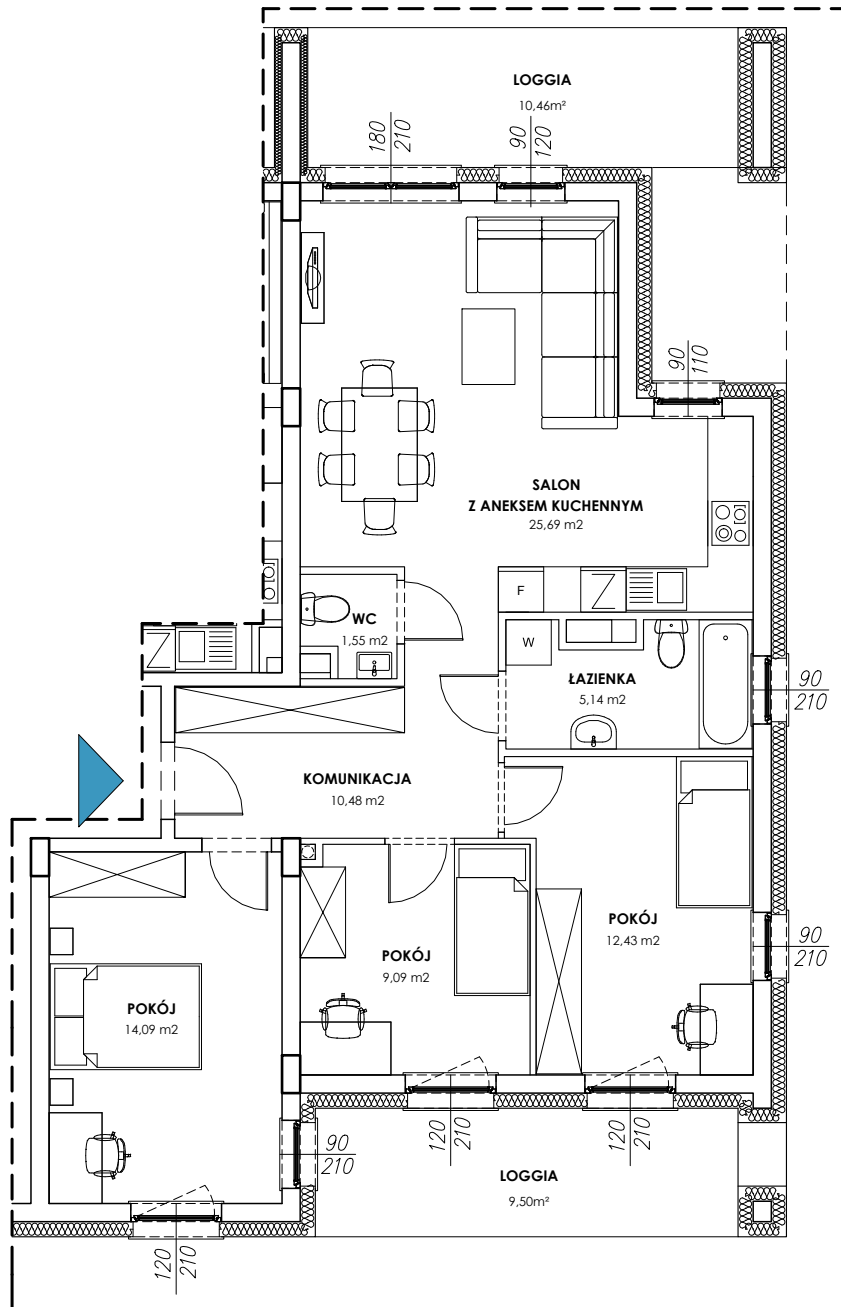 LOGGIA
10,46m²
180
210
90
120
90
110
SALON
Z ANEKSEM KUCHENNYM
25,69 m2
F
WC
1,55 m2
W
ŁAZIENKA
5,14 m2
90
210
KOMUNIKACJA
10,48 m2
POKÓJ
12,43 m2
90
210
POKÓJ
9,09 m2
POKÓJ
14,09 m2
120
210
120
210
90
210
LOGGIA
9,50m²
120
210